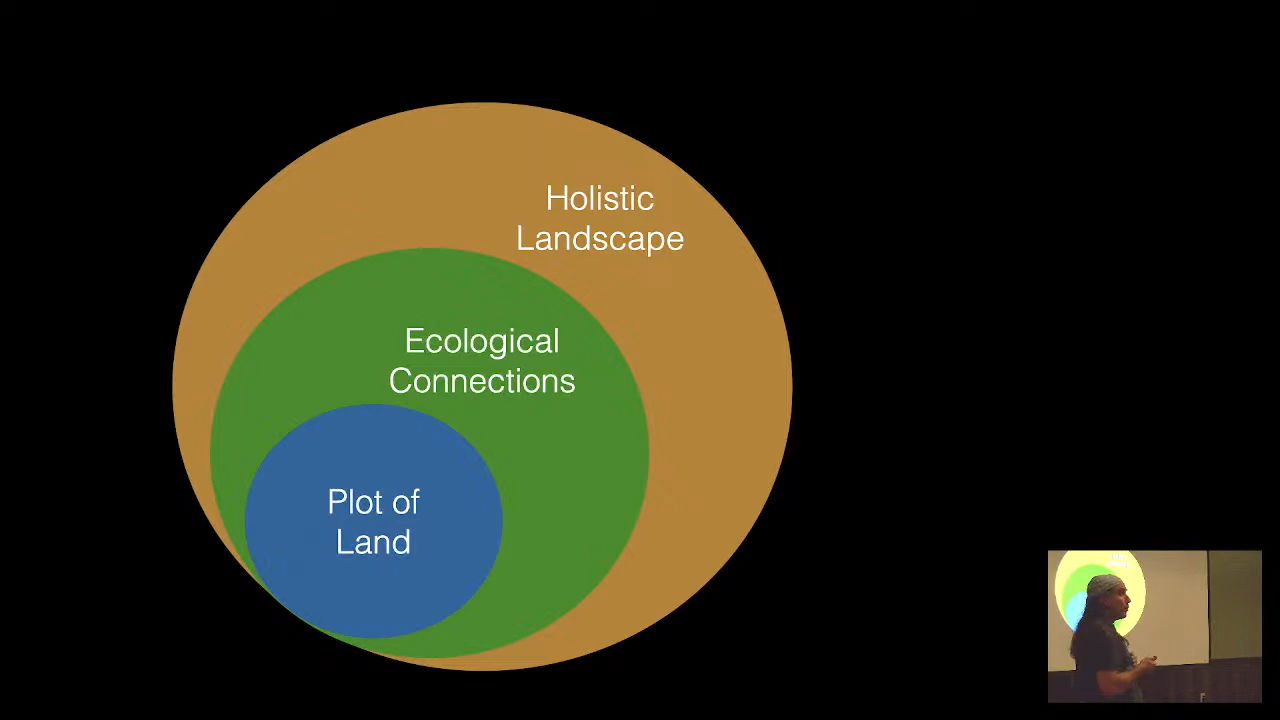 Holistic
Landscape
Ecological
Connections
Plot of
Land